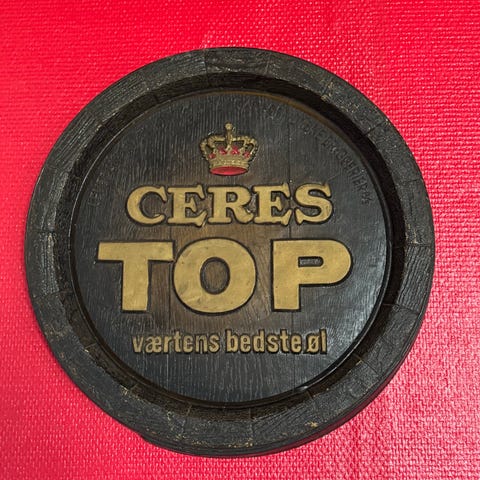 CERES
TOP
værtens bedste øl